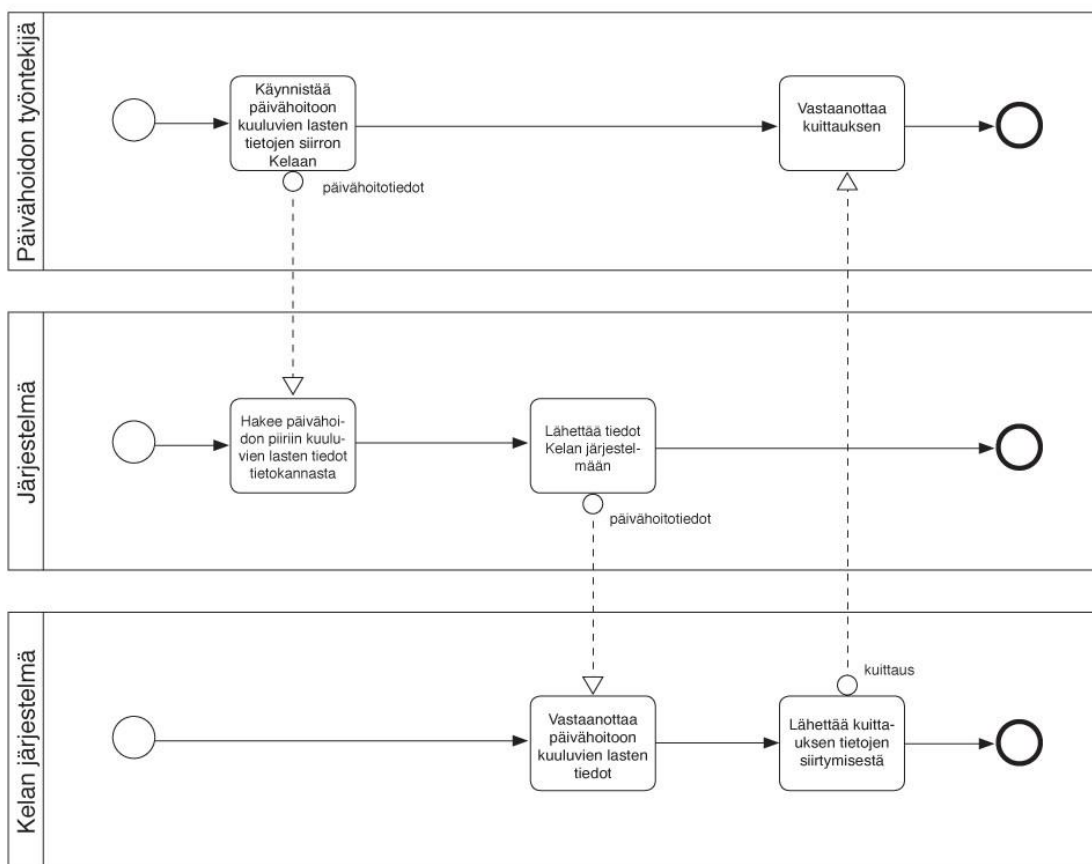 Päivähoidon työntekijä
Käynnistää
päivähoitoon
kuuluvien lasten
tietojen siirron
Kelaan
päivähoitotiedot
Vastaanottaa
kuittauksen
Järjestelmä
Hakee päivähoi-
don piiriin kuulu-
vien lasten tiedot
tietokannasta
Lähettää tiedot
Kelan järjestel-
mään
päivähoitotiedot
Kelan järjestelmä
Vastaanottaa
päivähoitoon
kuuluvien lasten
tiedot
kuittaus
Lähettää kuitta-
uksen tietojen
siirtymisestä